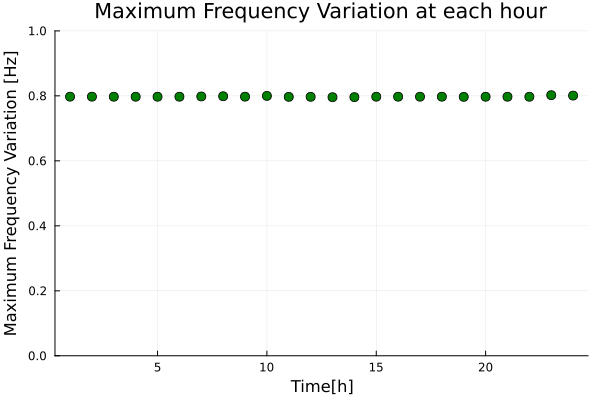 Maximum Frequency Variation at each hour
Maximum Frequency Variation [Hz]
1.0
0.8
0.6
0.4
0.2
0.0
5 10 15 20
Time[h]